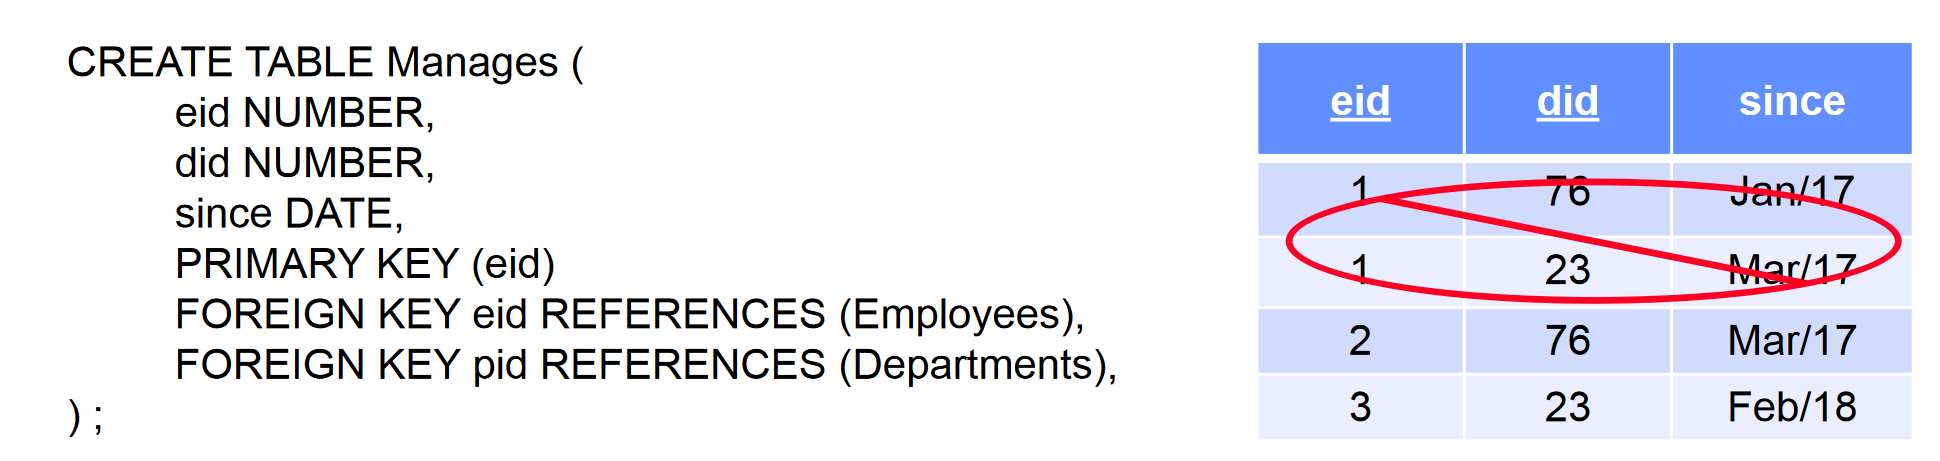 CREATE TABLE Manages (
eid NUMBER,
did NUMBER,
since DATE,
PRIMARY KEY (eid)
FOREIGN KEY eid REFERENCES (Employees),
FOREIGN KEY pid REFERENCES (Departments),
) ;
eid did since
1 76 Jan/17
1 23 Mar/17
2 76 Mar/17
3 23 Feb/18